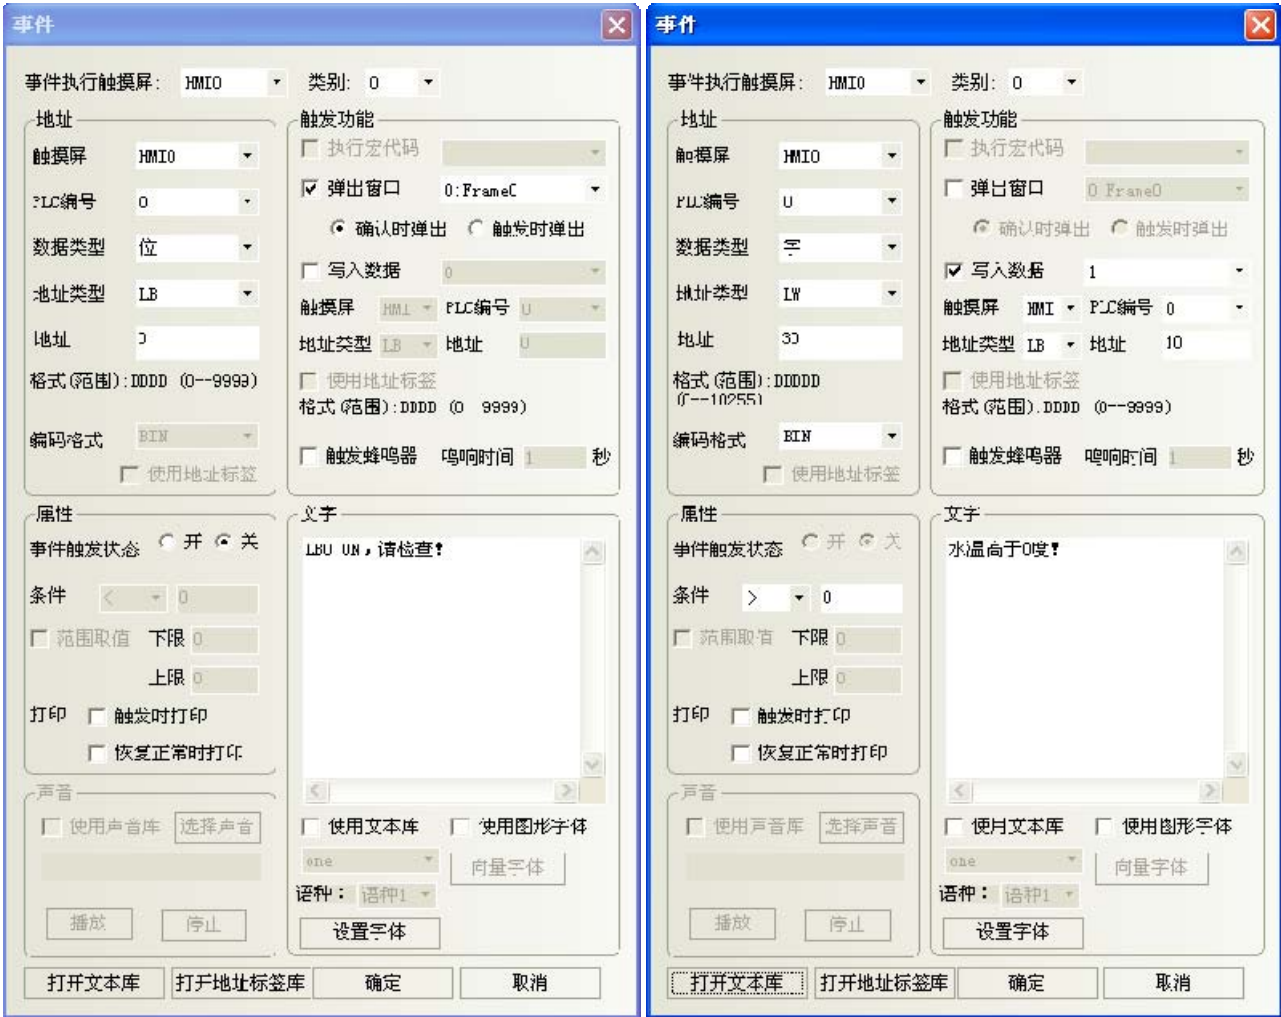 事件
事件执行触摸屏: HMI0 类别: 0
地址
触摸屏 HMI0
PLC编号 0
数据类型 位
地址类型 LB
地址
格式(范围):DDDD (0--9999)
编码格式 BIN
使用地址标签
触发功能
执行宏代码
弹出窗口 0:Frame0
确认时弹出 触发时弹出
写入数据 0
触摸屏 HMI PLC编号 0
地址类型 LB 地址 0
使用地址标签
格式(范围):DDDD (0 9999)
触发蜂鸣器 鸣响时间 1 秒
属性
事件触发状态 开 关
条件 < 0
范围取值 下限 0
上限 0
打印 触发时打印
恢复正常时打印
文字
LB0 ON,请检查!
声音
使用声音库 选择声音
播放 停止
使用文本库 使用图形字体
one 向量字体
语种: 语种1
设置字体
打开文本库 打开地址标签库 确定 取消
事件
事件执行触摸屏: HMI0 类别: 0
地址
触摸屏 HMI0
PLC编号 0
数据类型 字
地址类型 LW
地址 30
格式(范围):DDDDD
(0--10255)
编码格式 BIN
使用地址标签
触发功能
执行宏代码
弹出窗口 0 Frame0
确认时弹出 触发时弹出
写入数据 1
触摸屏 HMI PLC编号 0
地址类型 LB 地址 10
使用地址标签
格式(范围).DDDD (0--9999)
触发蜂鸣器 鸣响时间 1 秒
属性
事件触发状态 开 关
条件 > 0
范围取值 下限 0
上限 0
打印 触发时打印
恢复正常时打印
文字
水温高于0度!
声音
使用声音库 选择声音
播放 停止
使用文本库 使用图形字体
one 向量字体
语种: 语种1
设置字体
打开文本库 打开地址标签库 确定 取消